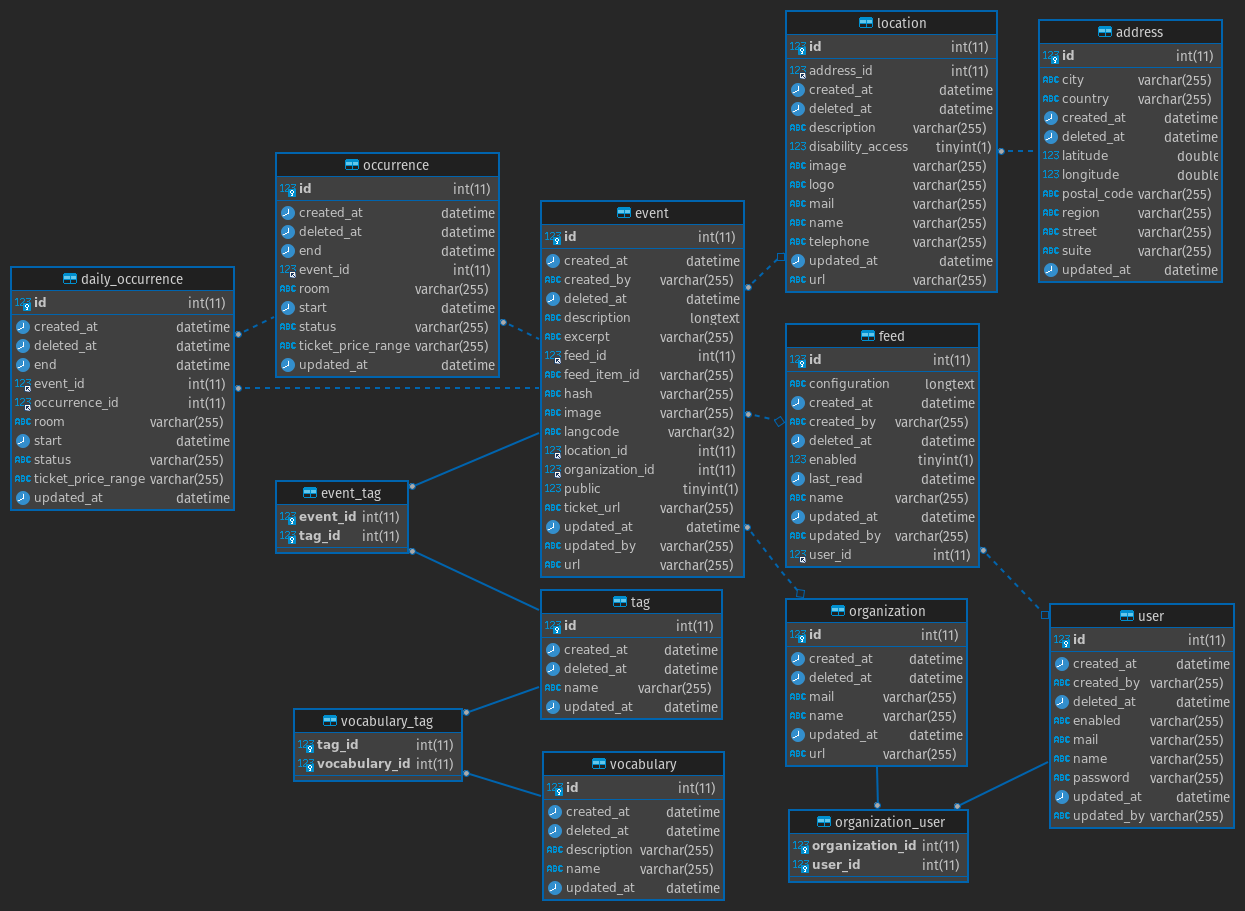 location
id int(11)
address_id int(11)
created_at datetime
deleted_at datetime
description varchar(255)
disability_access tinyint(1)
image varchar(255)
logo varchar(255)
mail varchar(255)
name varchar(255)
telephone varchar(255)
updated_at datetime
url varchar(255)
address
id int(11)
city varchar(255)
country varchar(255)
created_at datetime
deleted_at datetime
latitude double
longitude double
postal_code varchar(255)
region varchar(255)
street varchar(255)
suite varchar(255)
updated_at datetime
occurrence
id int(11)
created_at datetime
deleted_at datetime
end datetime
event_id int(11)
room varchar(255)
start datetime
status varchar(255)
ticket_price_range varchar(255)
updated_at datetime
event
id int(11)
created_at datetime
created_by varchar(255)
deleted_at datetime
description longtext
excerpt varchar(255)
feed_id int(11)
feed_item_id varchar(255)
hash varchar(255)
image varchar(255)
langcode varchar(32)
location_id int(11)
organization_id int(11)
public tinyint(1)
ticket_url varchar(255)
updated_at datetime
updated_by varchar(255)
url varchar(255)
daily_occurrence
id int(11)
created_at datetime
deleted_at datetime
end datetime
event_id int(11)
occurrence_id int(11)
room varchar(255)
start datetime
status varchar(255)
ticket_price_range varchar(255)
updated_at datetime
feed
id int(11)
configuration longtext
created_at datetime
created_by varchar(255)
deleted_at datetime
enabled tinyint(1)
last_read datetime
name varchar(255)
updated_at datetime
updated_by varchar(255)
user_id int(11)
event_tag
event_id int(11)
tag_id int(11)
tag
id int(11)
created_at datetime
deleted_at datetime
name varchar(255)
updated_at datetime
organization
id int(11)
created_at datetime
deleted_at datetime
mail varchar(255)
name varchar(255)
updated_at datetime
url varchar(255)
user
id int(11)
created_at datetime
created_by varchar(255)
deleted_at datetime
enabled varchar(255)
mail varchar(255)
name varchar(255)
password varchar(255)
updated_at datetime
updated_by varchar(255)
vocabulary_tag
tag_id int(11)
vocabulary_id int(11)
vocabulary
id int(11)
created_at datetime
deleted_at datetime
description varchar(255)
name varchar(255)
updated_at datetime
organization_user
organization_id int(11)
user_id int(11)